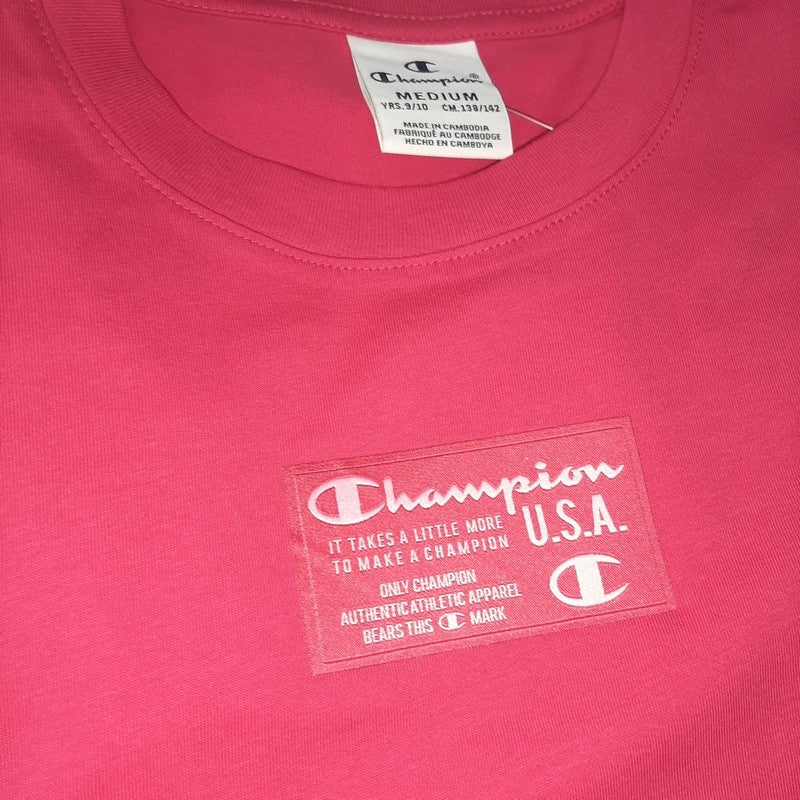 Champion®
MEDIUM
YRS.9/10 CM.138/142
MADE IN CAMBODIA
FABRIQUÉ AU CAMBODGE
HECHO EN CAMBOYA
Champion
U.S.A.
IT TAKES A LITTLE MORE
TO MAKE A CHAMPION
ONLY CHAMPION
AUTHENTIC ATHLETIC APPAREL
BEARS THIS C MARK